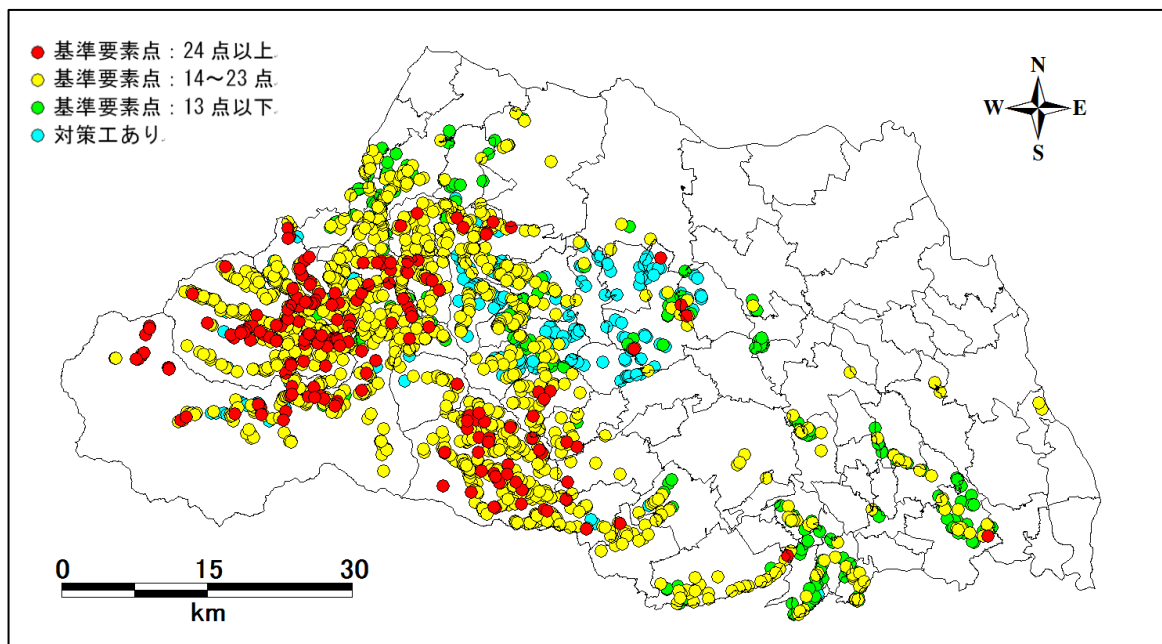 基準要素点：24 点以上
基準要素点：14～23 点
基準要素点：13 点以下
対策工あり
N
W E
S
0 15 30
km